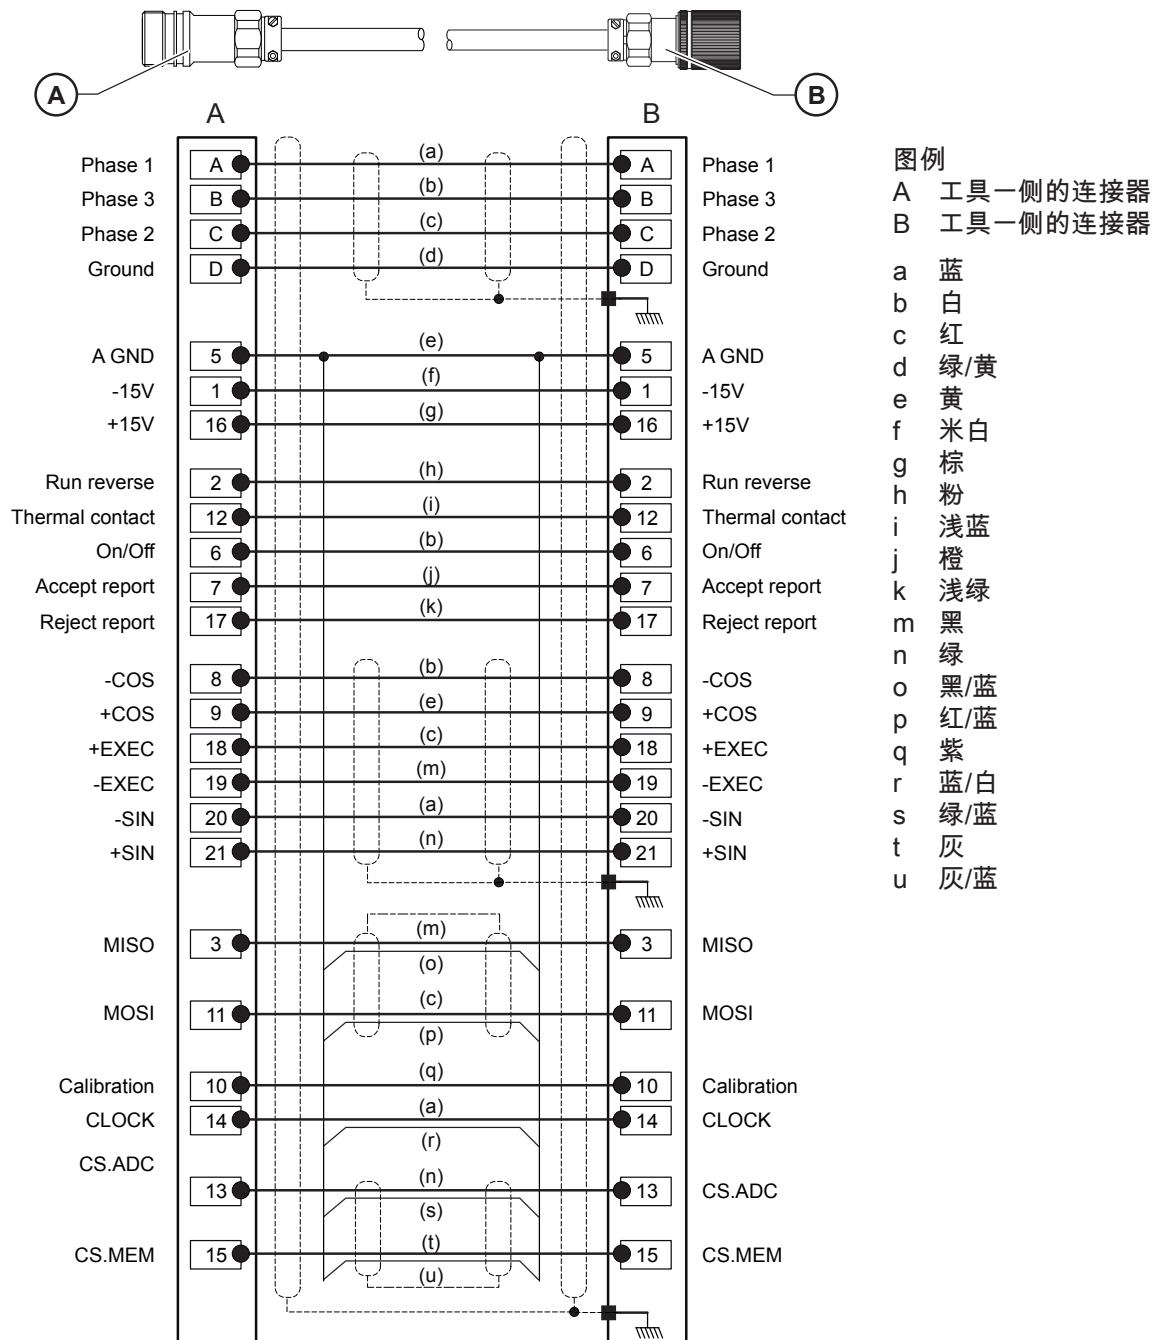 A
B
A
B
Phase 1 A (a) A Phase 1
Phase 3 B (b) B Phase 3
Phase 2 C (c) C Phase 2
Ground D (d) D Ground
A GND 5 (e) 5 A GND
-15V 1 (f) 1 -15V
+15V 16 (g) 16 +15V
Run reverse 2 (h) 2 Run reverse
Thermal contact 12 (i) 12 Thermal contact
On/Off 6 (b) 6 On/Off
Accept report 7 (j) 7 Accept report
Reject report 17 (k) 17 Reject report
-COS 8 (b) 8 -COS
+COS 9 (e) 9 +COS
+EXEC 18 (c) 18 +EXEC
-EXEC 19 (m) 19 -EXEC
-SIN 20 (a) 20 -SIN
+SIN 21 (n) 21 +SIN
MISO 3 (m) 3 MISO
(o)
MOSI 11 (c) 11 MOSI
(p)
Calibration 10 (q) 10 Calibration
CLOCK 14 (a) 14 CLOCK
(r)
CS.ADC
13 (n) 13 CS.ADC
(s)
CS.MEM 15 (t) 15 CS.MEM
(u)
图例
A 工具一侧的连接器
B 工具一侧的连接器
a 蓝
b 白
c 红
d 绿/黄
e 黄
f 米白
g 棕
h 粉
i 浅蓝
j 橙
k 浅绿
m 黑
n 绿
o 黑/蓝
p 红/蓝
q 紫
r 蓝/白
s 绿/蓝
t 灰
u 灰/蓝